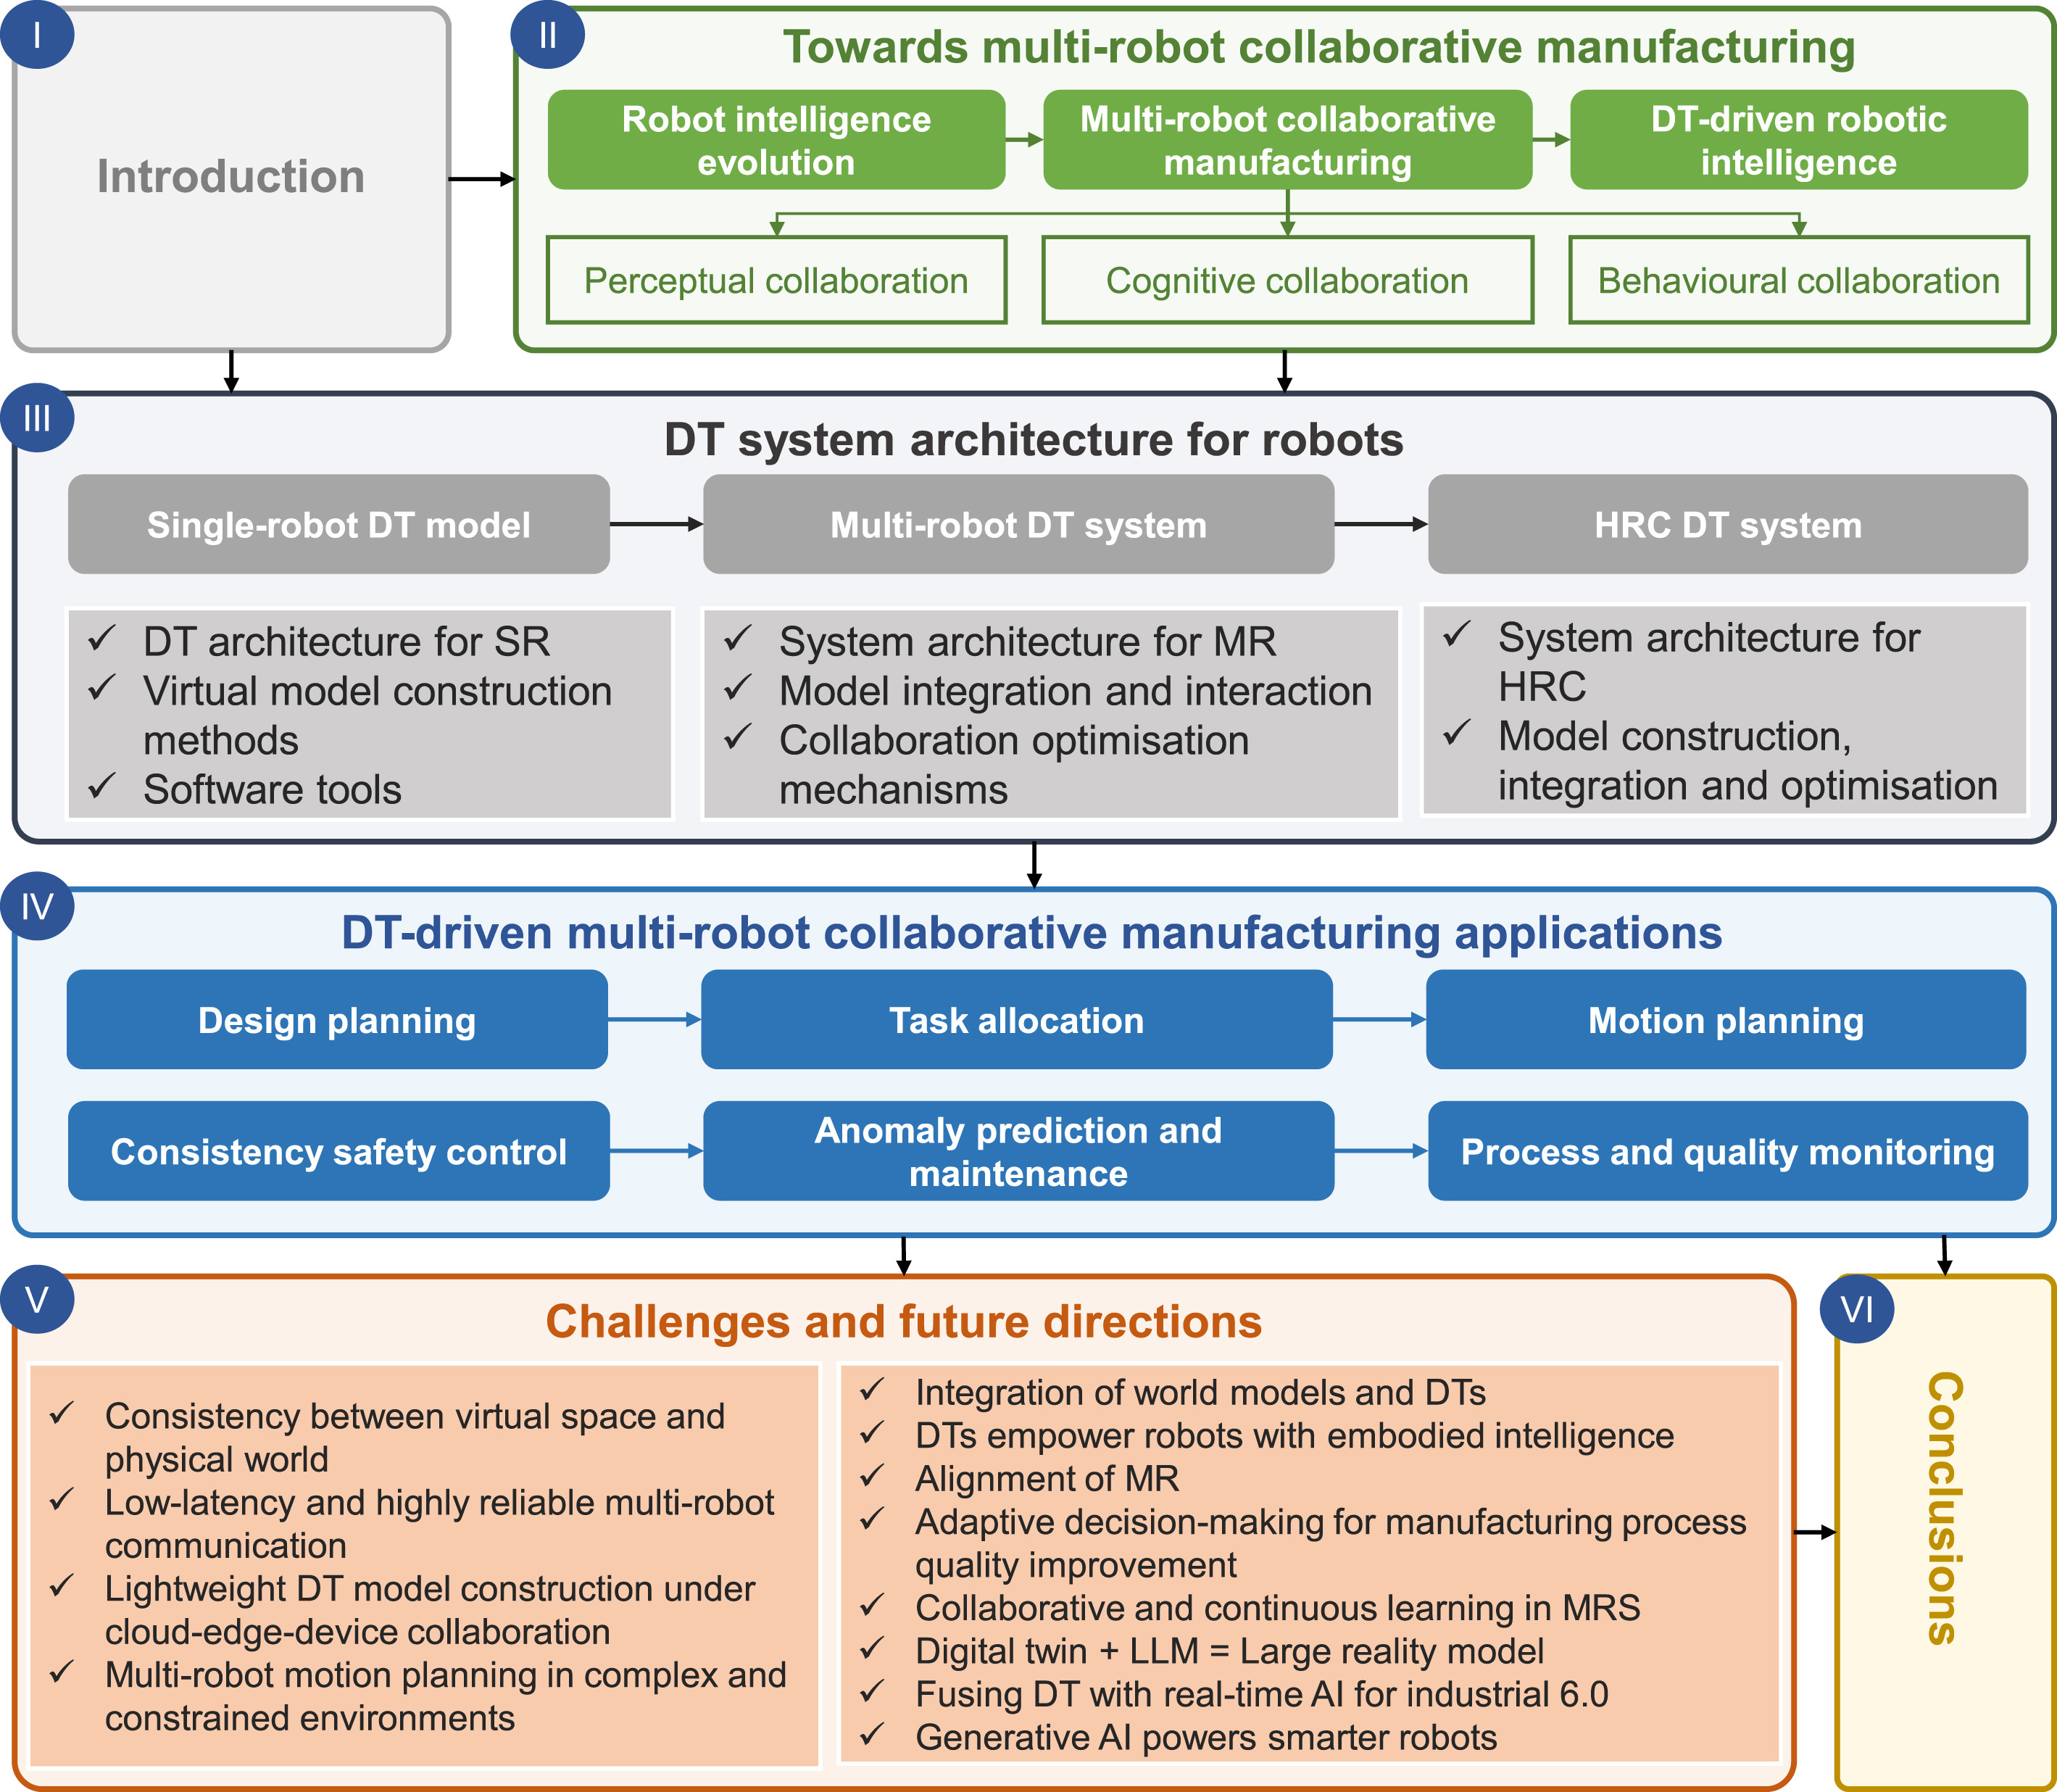 I
Introduction
II
Towards multi-robot collaborative manufacturing
Robot intelligence
evolution
Multi-robot collaborative
manufacturing
DT-driven robotic
intelligence
Perceptual collaboration
Cognitive collaboration
Behavioural collaboration
III
DT system architecture for robots
Single-robot DT model
Multi-robot DT system
HRC DT system
✓ DT architecture for SR
✓ Virtual model construction
methods
✓ Software tools
✓ System architecture for MR
✓ Model integration and interaction
✓ Collaboration optimisation
mechanisms
✓ System architecture for
HRC
✓ Model construction,
integration and optimisation
IV
DT-driven multi-robot collaborative manufacturing applications
Design planning
Task allocation
Motion planning
Consistency safety control
Anomaly prediction and
maintenance
Process and quality monitoring
V
Challenges and future directions
✓ Consistency between virtual space and
physical world
✓ Low-latency and highly reliable multi-robot
communication
✓ Lightweight DT model construction under
cloud-edge-device collaboration
✓ Multi-robot motion planning in complex and
constrained environments
✓ Integration of world models and DTs
✓ DTs empower robots with embodied intelligence
✓ Alignment of MR
✓ Adaptive decision-making for manufacturing process
quality improvement
✓ Collaborative and continuous learning in MRS
✓ Digital twin + LLM = Large reality model
✓ Fusing DT with real-time AI for industrial 6.0
✓ Generative AI powers smarter robots
VI
Conclusions